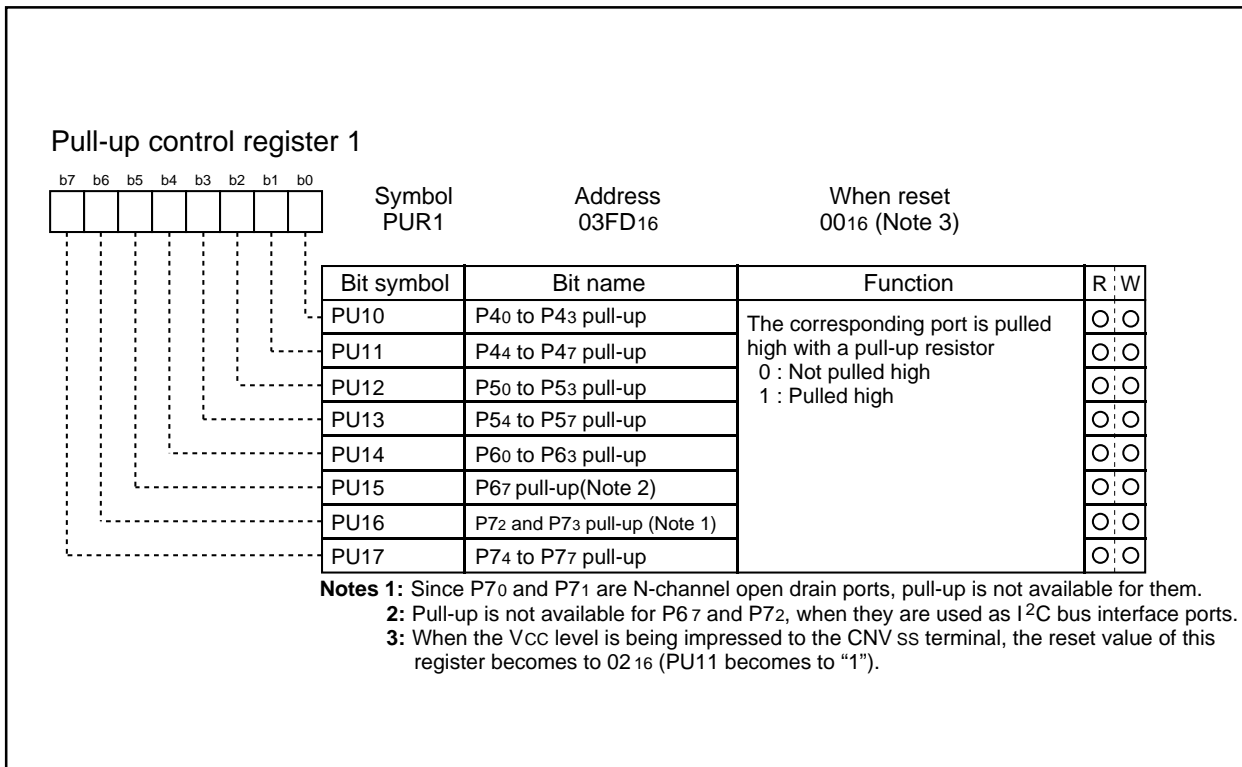 Pull-up control register 1
b7 b6 b5 b4 b3 b2 b1 b0
Symbol Address When reset
PUR1 03FD16 0016 (Note 3)
Bit symbol Bit name Function R W
PU10 P40 to P43 pull-up The corresponding port is pulled
PU11 P44 to P47 pull-up high with a pull-up resistor
0 : Not pulled high
PU12 P50 to P53 pull-up 1 : Pulled high
PU13 P54 to P57 pull-up
PU14 P60 to P63 pull-up
PU15 P67 pull-up(Note 2)
PU16 P72 and P73 pull-up (Note 1)
PU17 P74 to P77 pull-up
Notes 1: Since P70 and P71 are N-channel open drain ports, pull-up is not available for them.
2: Pull-up is not available for P67 and P72, when they are used as I2C bus interface ports.
3: When the VCC level is being impressed to the CNVSS terminal, the reset value of this
register becomes to 0216 (PU11 becomes to “1”).